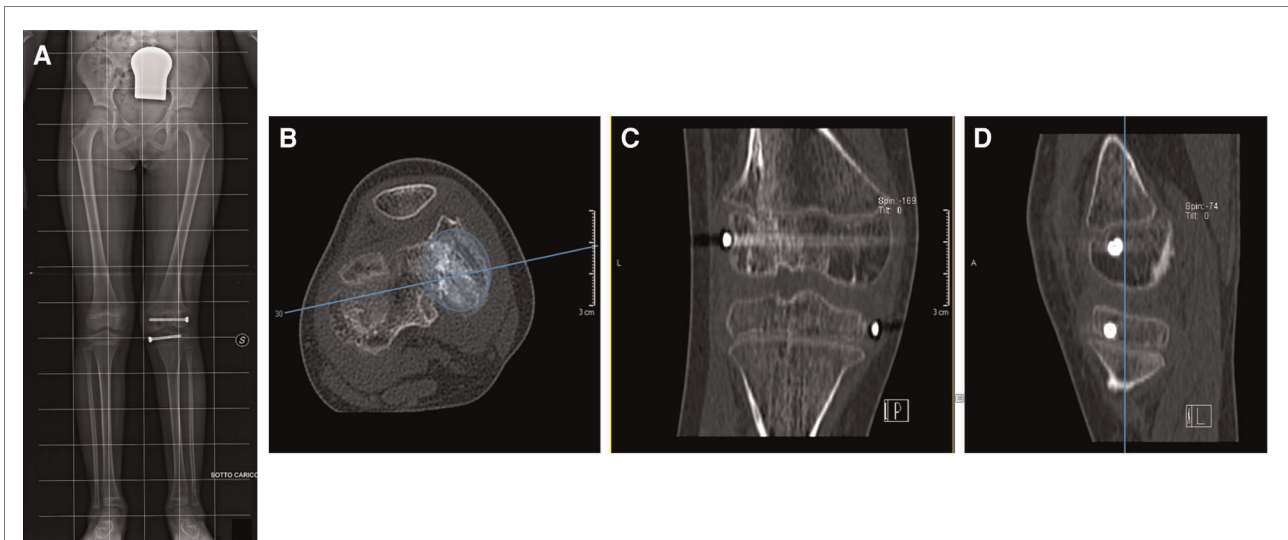 A
S
SOTTO CARICO
B
30
3 cm
C
Spin: -169
Tilt: 0
L
3 cm
P
D
Spin: -74
Tilt: 0
A
L